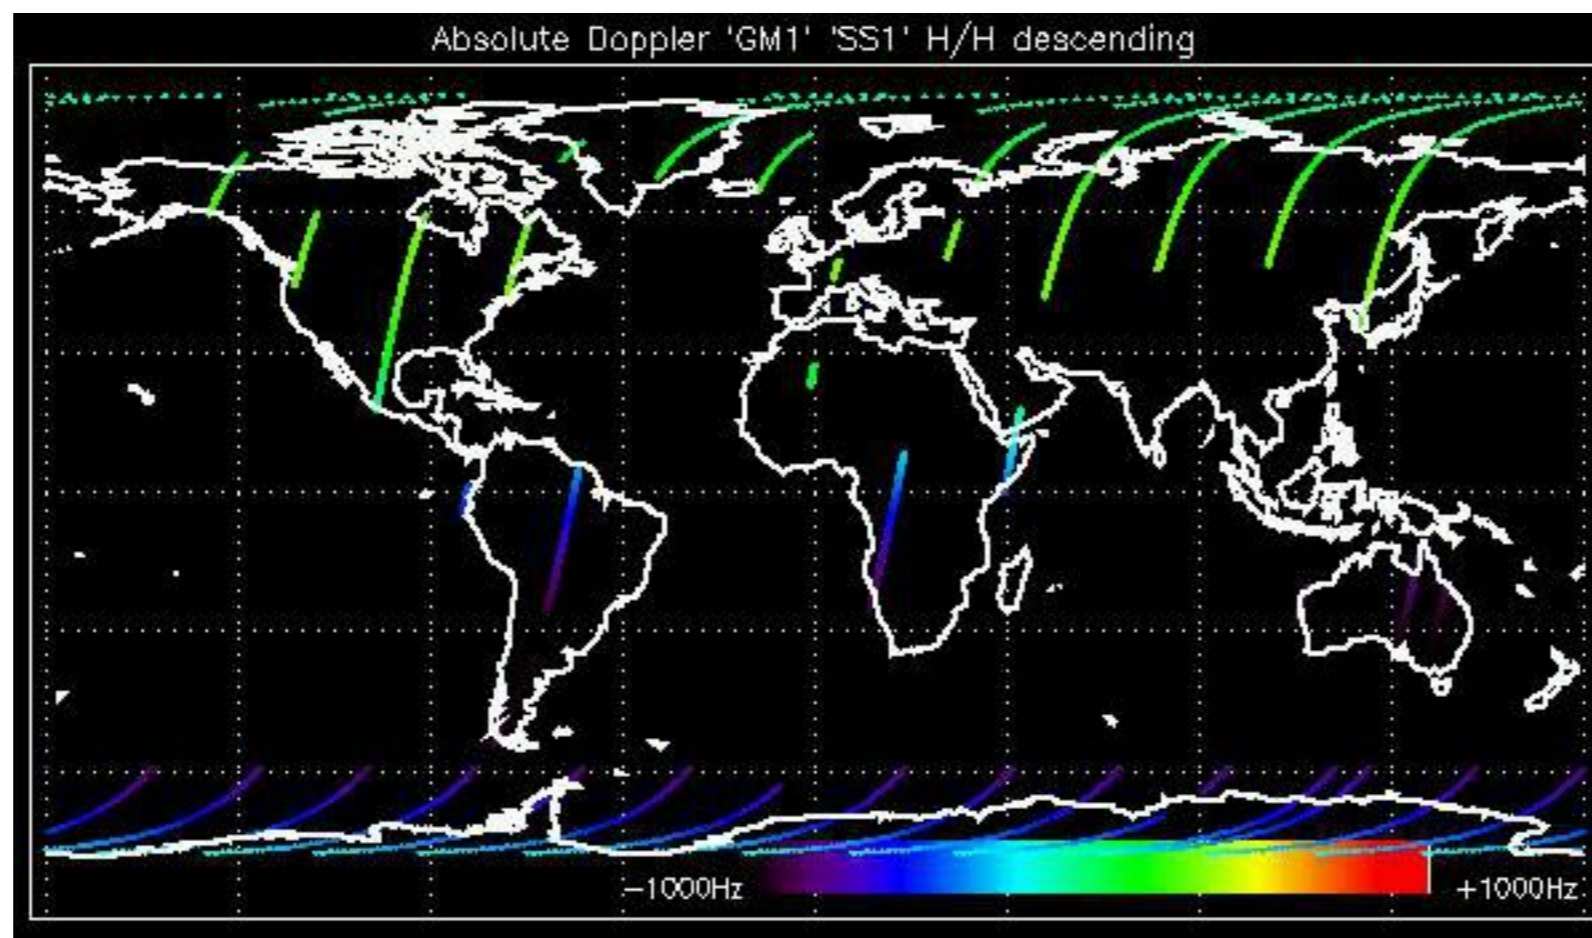 Absolute Doppler 'GM1' 'SS1' H/H descending
−1000Hz
+1000Hz